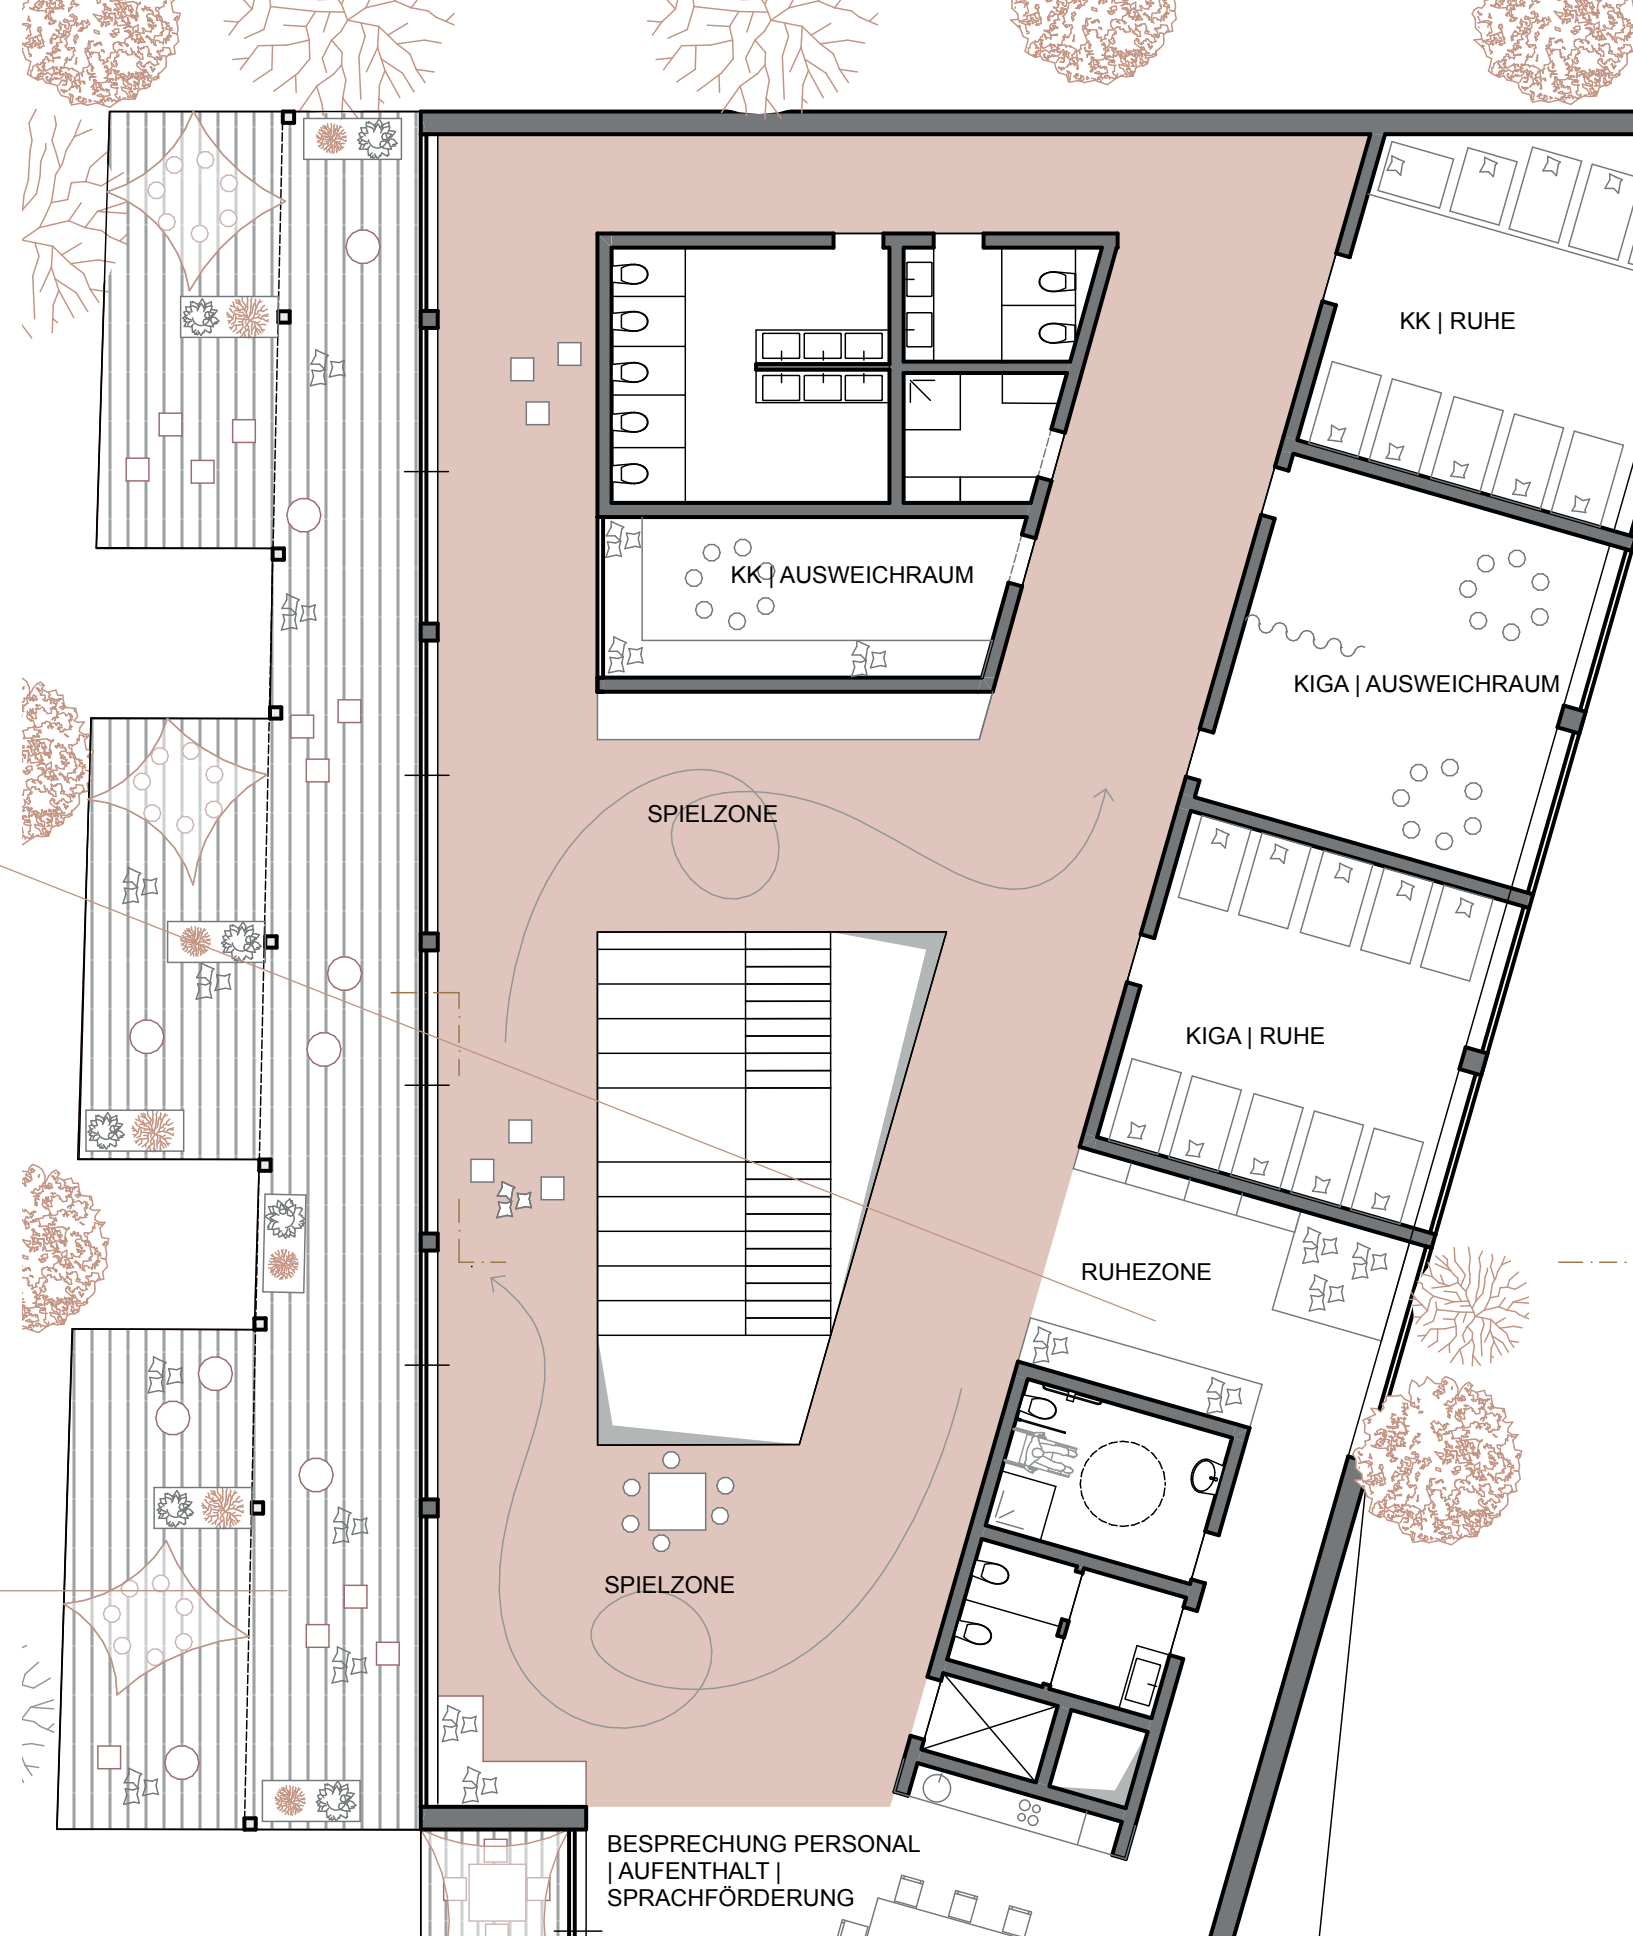 KK | RUHE
KK | AUSWEICHRAUM
KIGA | AUSWEICHRAUM
SPIELZONE
KIGA | RUHE
RUHEZONE
SPIELZONE
BESPRECHUNG PERSONAL
| AUFENTHALT |
SPRACHFÖRDERUNG